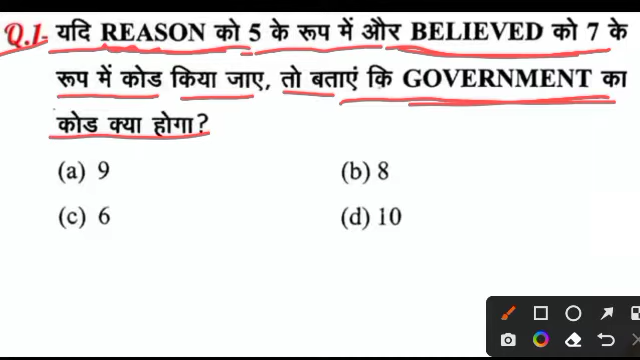 Q.1- यदि REASON को 5 के रूप में और BELIEVED को 7 के
रूप में कोड किया जाए, तो बताएं कि GOVERNMENT का
कोड क्या होगा?
(a) 9 (b) 8
(c) 6 (d) 10